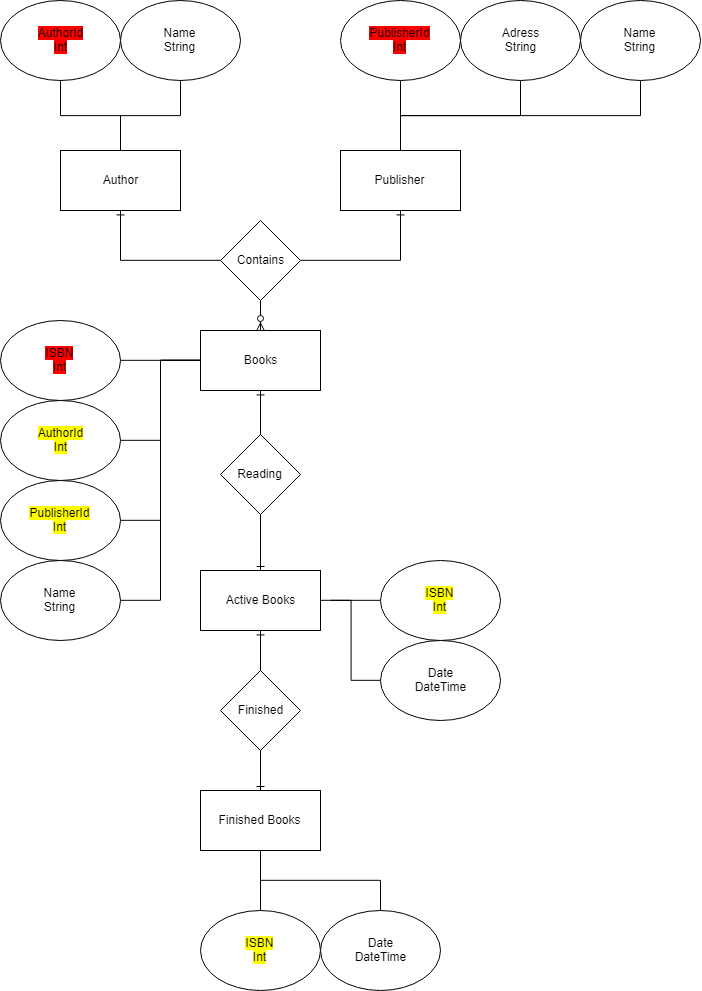 AuthorId
Int
Name
String
PublisherId
Int
Adress
String
Name
String
Author
Publisher
Contains
Books
ISBN
Int
AuthorId
Int
PublisherId
Int
Name
String
Reading
Active Books
ISBN
Int
Date
DateTime
Finished
Finished Books
ISBN
Int
Date
DateTime